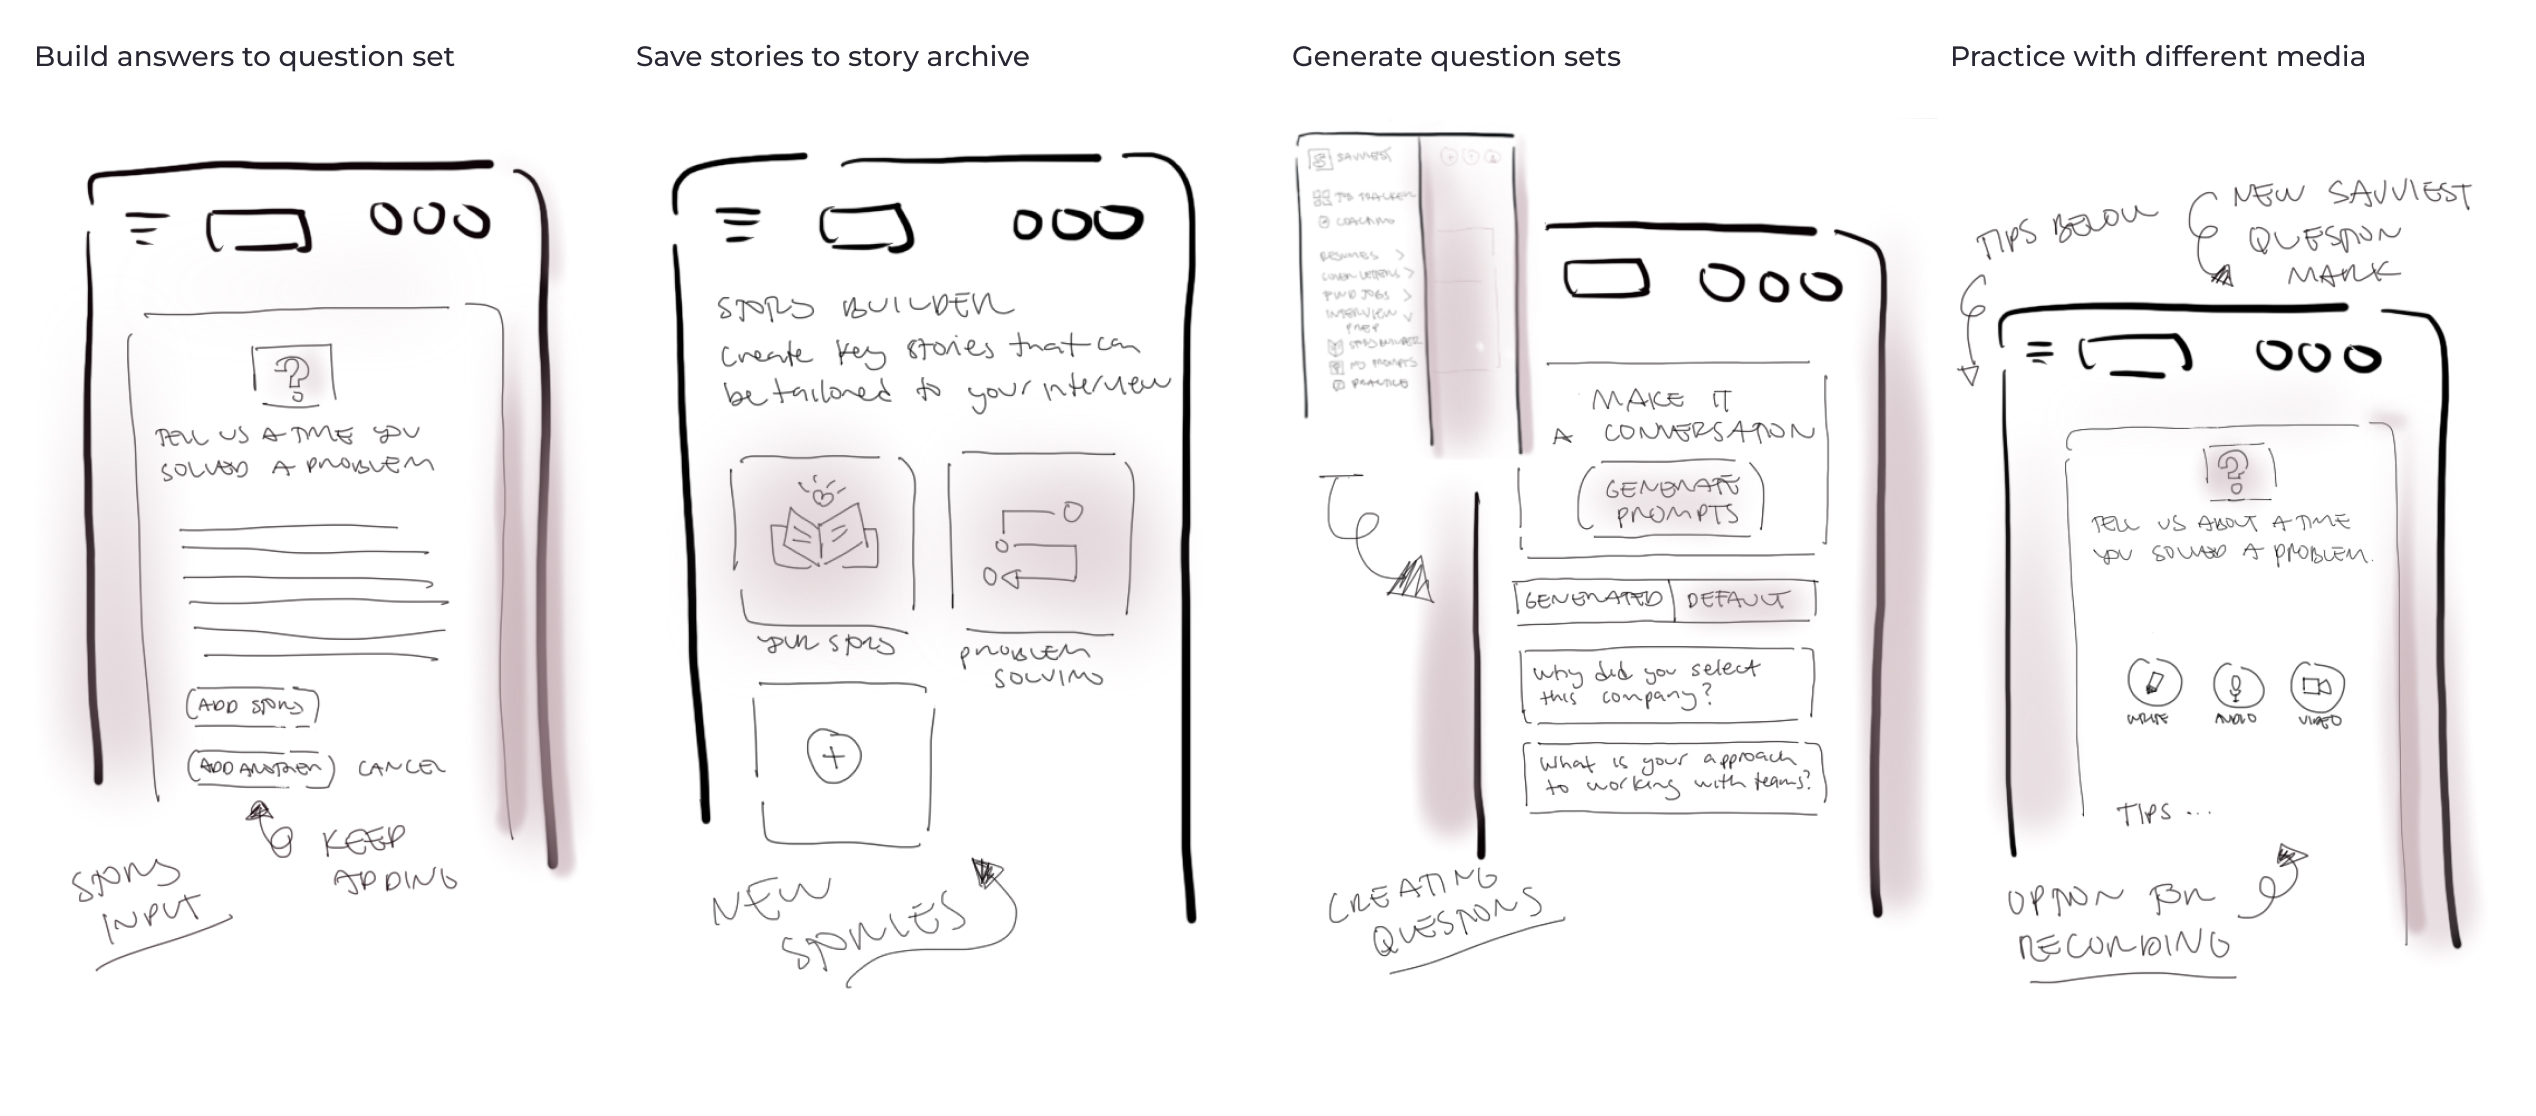 Build answers to question set
?
TELL US A TIME YOU
SOLVED A PROBLEM
ADD STORY
ADD ANOTHER
CANCEL
KEEP
ADDING
STORY
INPUT
Save stories to story archive
STORY BUILDER
Create key stories that can
be tailored to your interview
YOUR STORY
PROBLEM
SOLVING
+
NEW
STORIES
Generate question sets
SAVVIEST
JOB TRACKER
COACHING
RESUMES >
COVER LETTERS >
FIND JOBS >
INTERVIEW
PREP
STORY BUILDER
MY PROMPTS
PRACTICE
MAKE IT
A CONVERSATION
GENERATE
PROMPTS
GENERATED DEFAULT
Why did you select
this company?
What is your approach
to working with teams?
CREATING
QUESTIONS
Practice with different media
TIPS BELOW
NEW SAVVIEST
QUESTION
MARK
?
TELL US ABOUT A TIME
YOU SOLVED A PROBLEM.
WRITE AUDIO VIDEO
TIPS ...
OPTION FOR
RECORDING